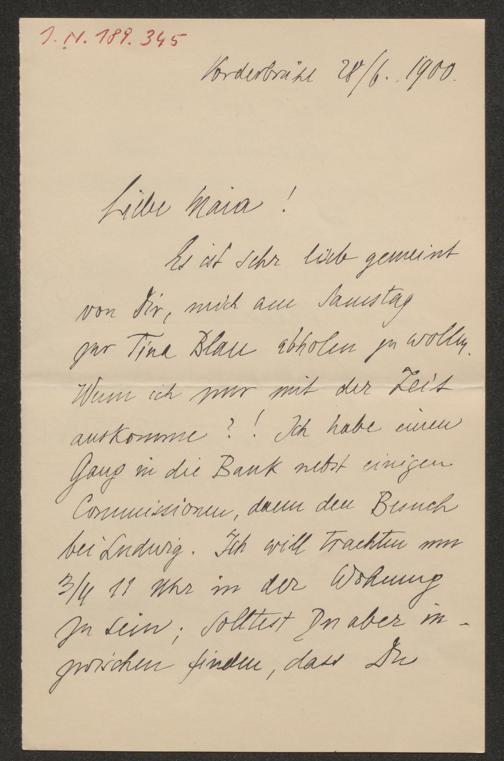 I. N. 189.345
Vorderbrühl 28/6. 1900.
Liebe Maia!
Es ist sehr lieb gemeint
von Dir, mich am Samstag
zur Tina Blau abholen zu wollen.
Wenn ich nur mit der Zeit
auskomme?! Ich habe einen
Gang in die Bank nebst einigen
Commissionen, dann den Besuch
bei Ludwig. Ich will trachten um
3/4 11 Uhr in der Wohnung
zu sein; solltest Du aber in-
zwischen finden, dass Du